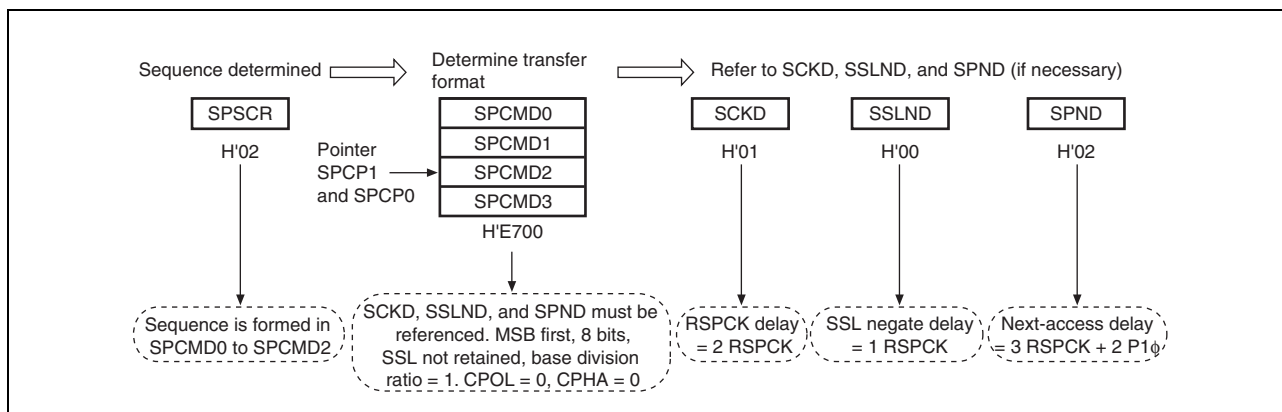 Sequence determined
Determine transfer
format
Refer to SCKD, SSLND, and SPND (if necessary)
SPSCR
H'02
Pointer
SPCP1
and SPCP0
SPCMD0
SPCMD1
SPCMD2
SPCMD3
H'E700
SCKD
H'01
SSLND
H'00
SPND
H'02
Sequence is formed in
SPCMD0 to SPCMD2
SCKD, SSLND, and SPND must be
referenced. MSB first, 8 bits,
SSL not retained, base division
ratio = 1. CPOL = 0, CPHA = 0
RSPCK delay
= 2 RSPCK
SSL negate delay
= 1 RSPCK
Next-access delay
= 3 RSPCK + 2 P1ϕ